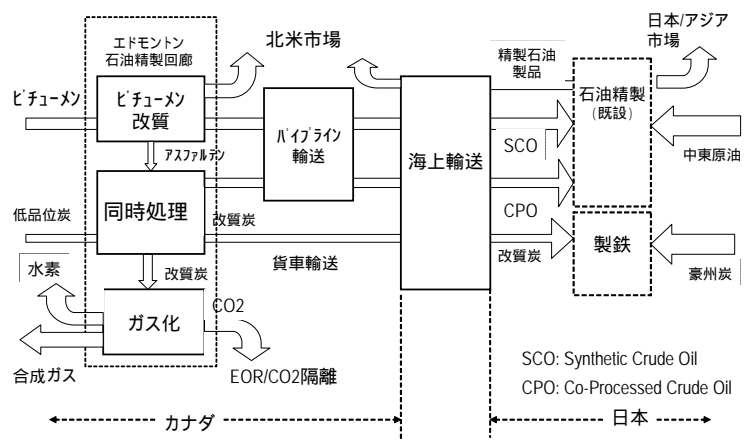 エドモントン
石油精製回廊
北米市場
精製石油
製品
日本/アジア
市場
ビチューメン
ビチューメン
改質
パイプライン
輸送
海上輸送
石油精製
(既設)
SCO
中東原油
アスファルテン
低品位炭
同時処理
改質炭
CPO
貨車輸送
改質炭
製鉄
豪州炭
水素
改質炭
ガス化
CO2
合成ガス
EOR/CO2隔離
SCO: Synthetic Crude Oil
CPO: Co-Processed Crude Oil
カナダ
日本